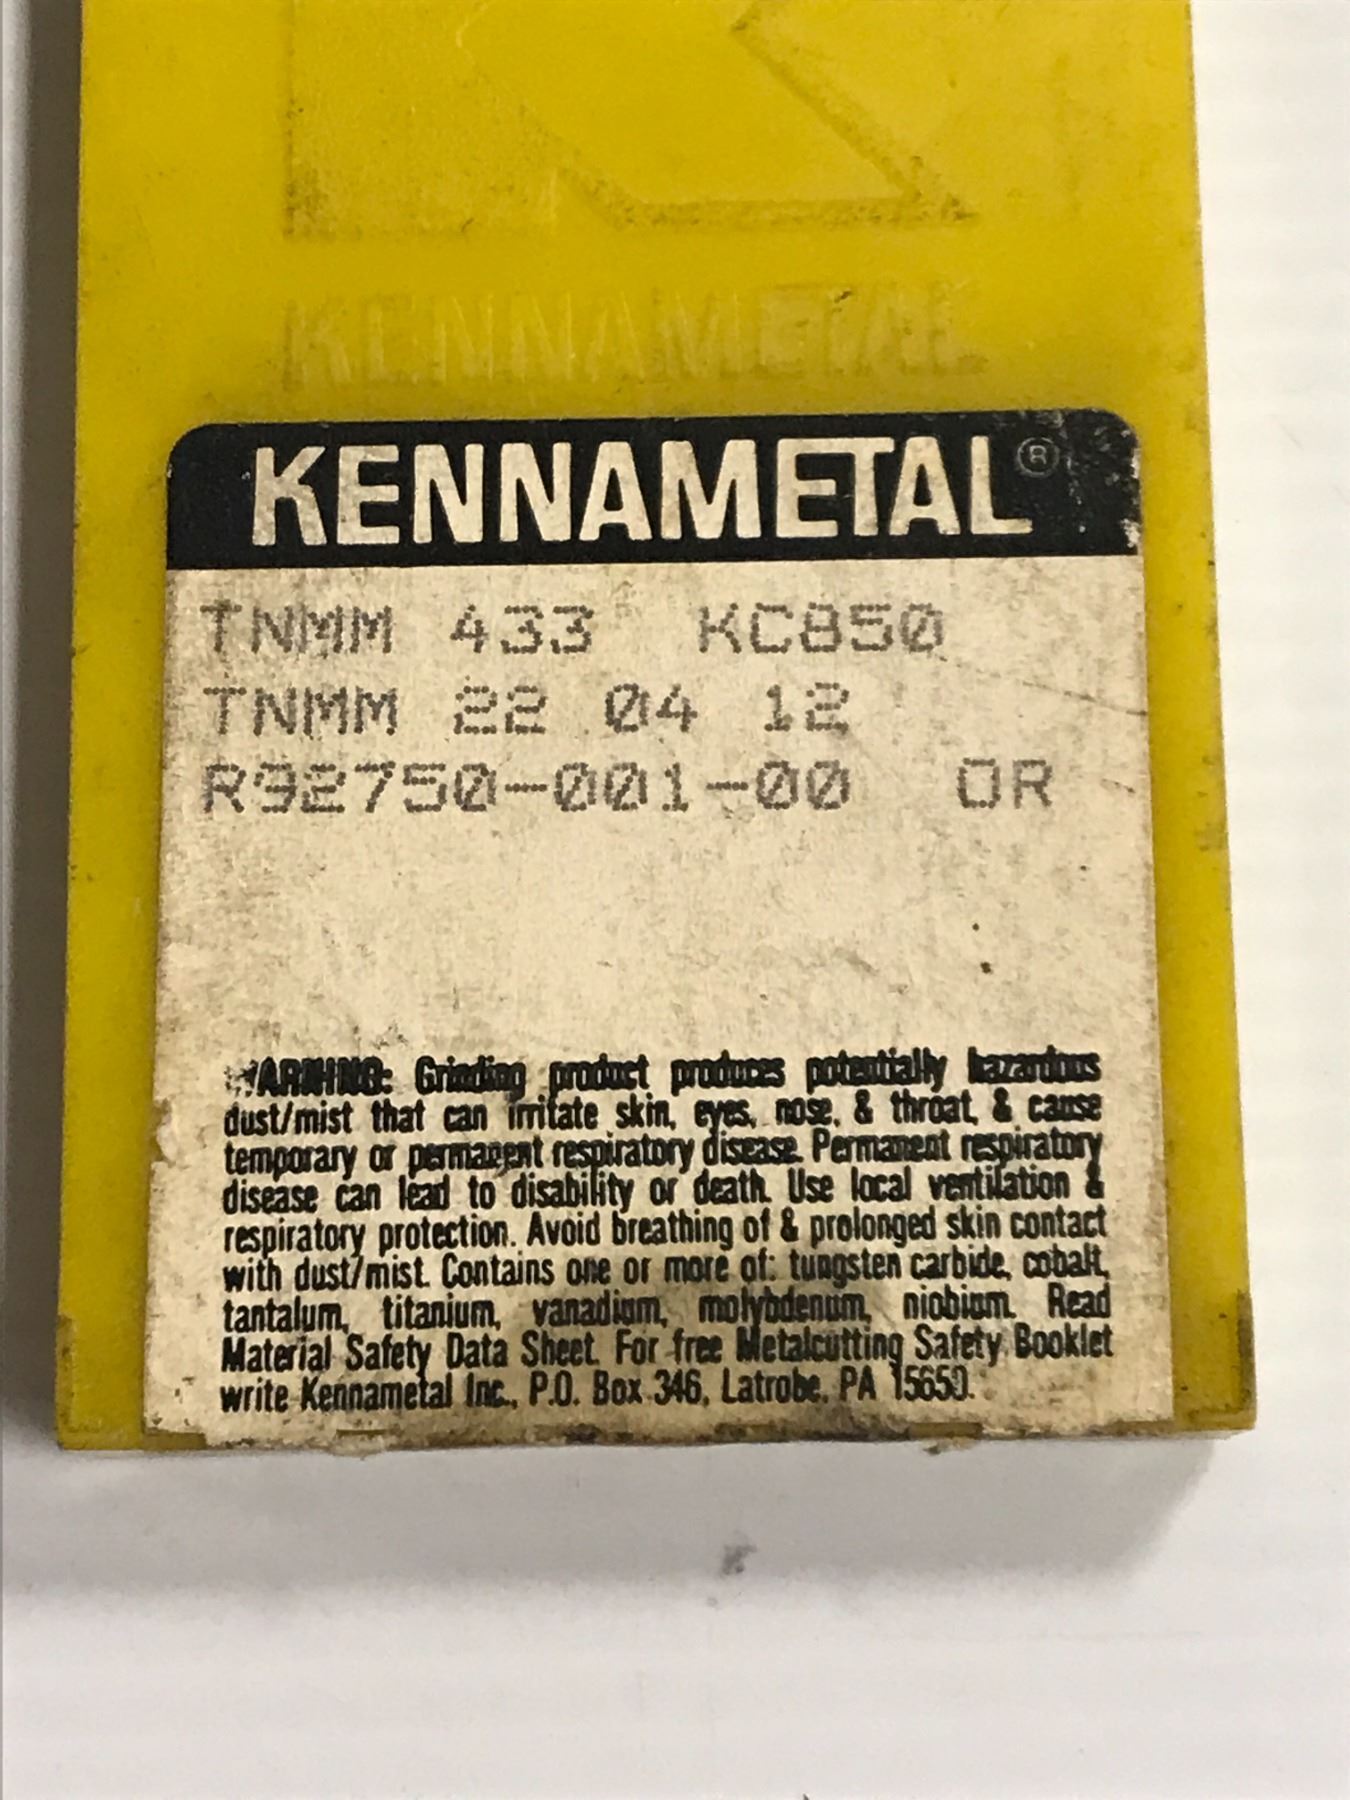 KENNAMETAL
KENNAMETAL®
TNMM 433 KC850
TNMM 22 04 12
R92750-001-00 OR
WARNING: Grinding product produces potentially hazardous
dust/mist that can irritate skin, eyes, nose, & throat, & cause
temporary or permanent respiratory disease. Permanent respiratory
disease can lead to disability or death. Use local ventilation &
respiratory protection. Avoid breathing of & prolonged skin contact
with dust/mist. Contains one or more of: tungsten carbide, cobalt,
tantalum, titanium, vanadium, molybdenum, niobium. Read
Material Safety Data Sheet. For free Metalcutting Safety Booklet
write Kennametal Inc., P.O. Box 346, Latrobe, PA 15650.